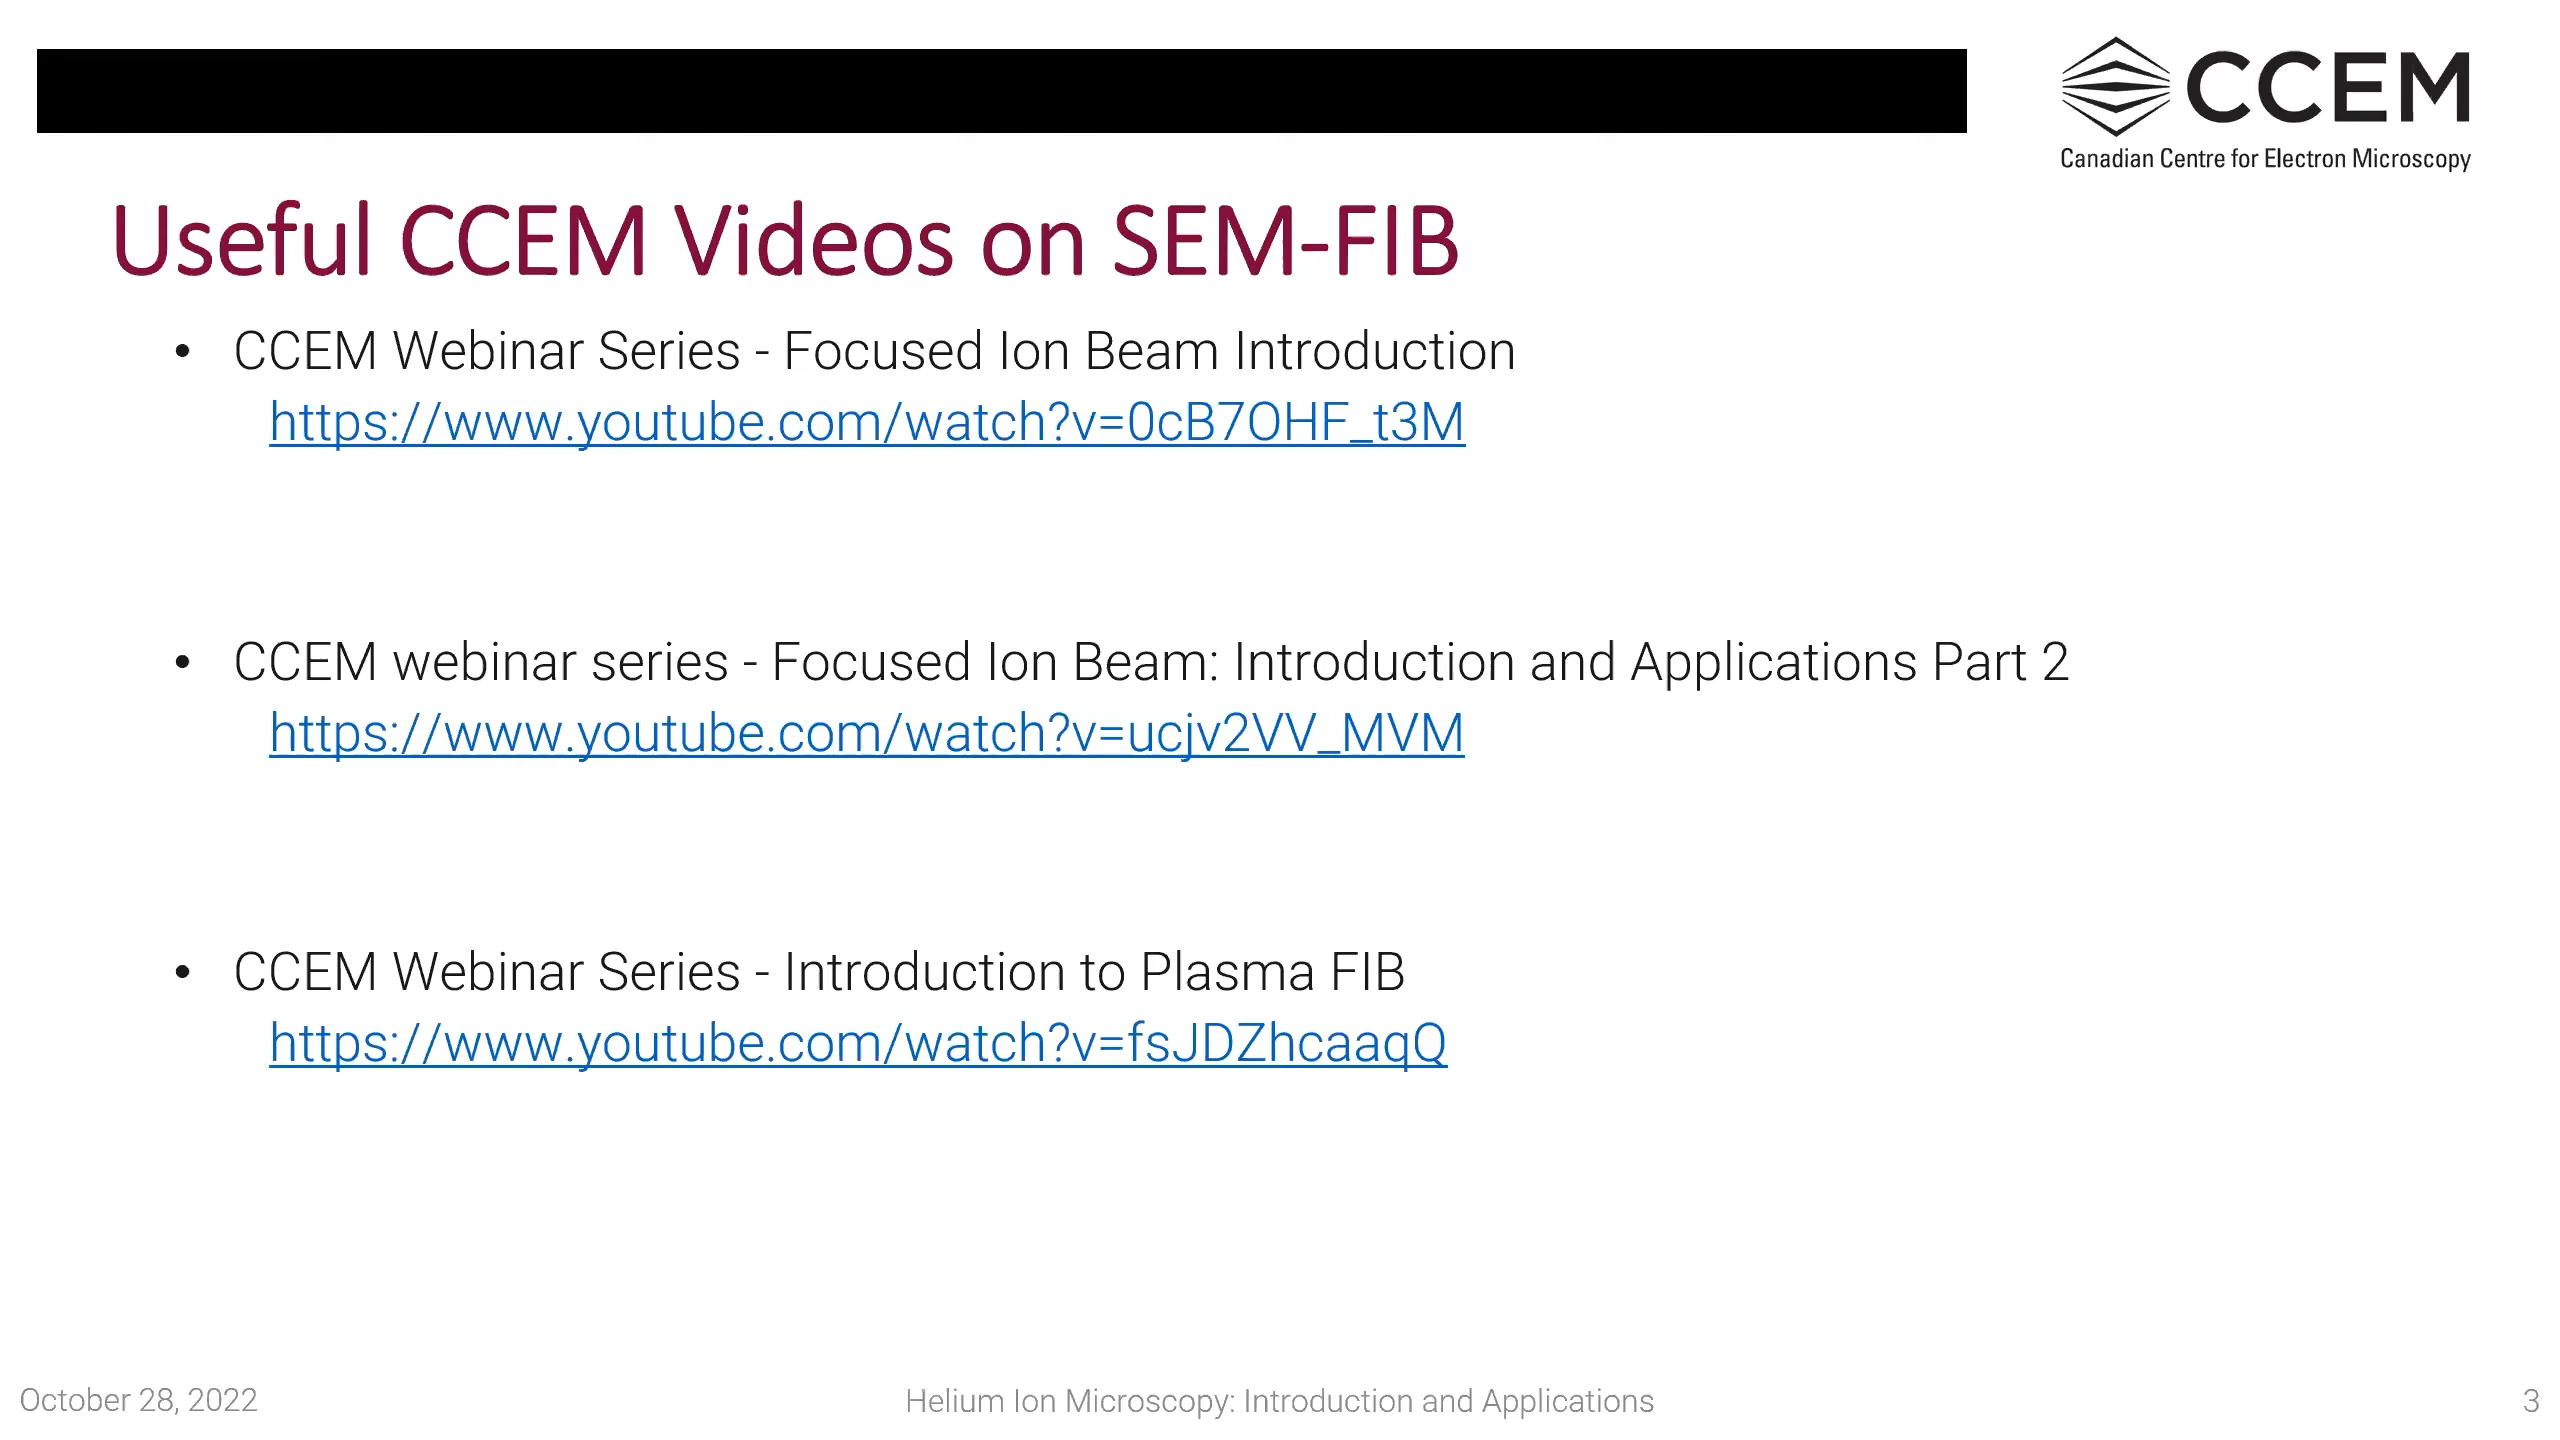 CCEM
Canadian Centre for Electron Microscopy
Useful CCEM Videos on SEM-FIB
• CCEM Webinar Series - Focused Ion Beam Introduction
https://www.youtube.com/watch?v=0cB7OHF_t3M
• CCEM webinar series - Focused Ion Beam: Introduction and Applications Part 2
https://www.youtube.com/watch?v=ucjv2VV_MVM
• CCEM Webinar Series - Introduction to Plasma FIB
https://www.youtube.com/watch?v=fsJDZhcaaqQ
October 28, 2022
Helium Ion Microscopy: Introduction and Applications
3